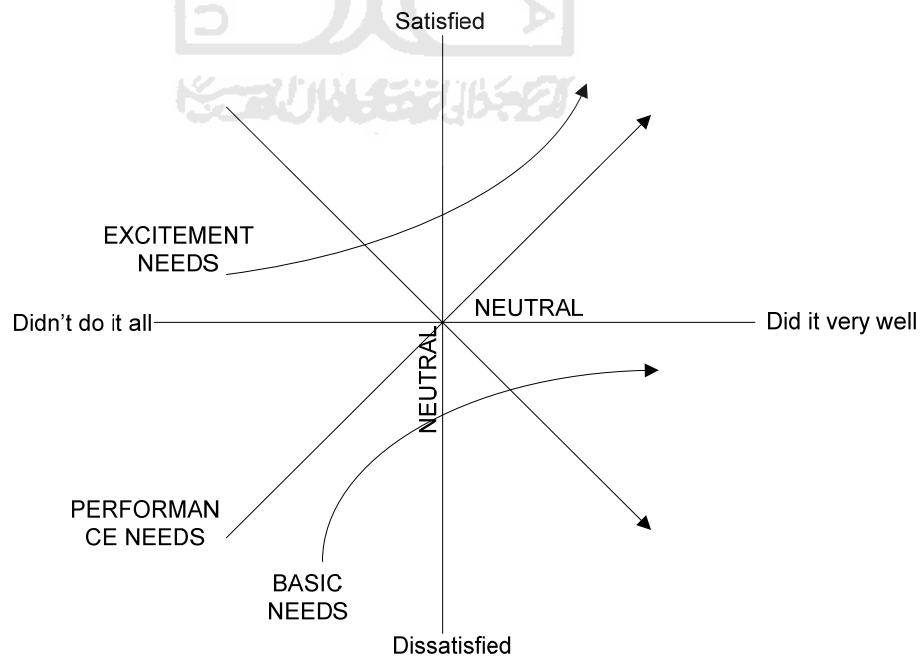 Satisfied
EXCITEMENT
NEEDS
NEUTRAL
Didn’t do it all
Did it very well
NEUTRAL
PERFORMAN
CE NEEDS
BASIC
NEEDS
Dissatisfied